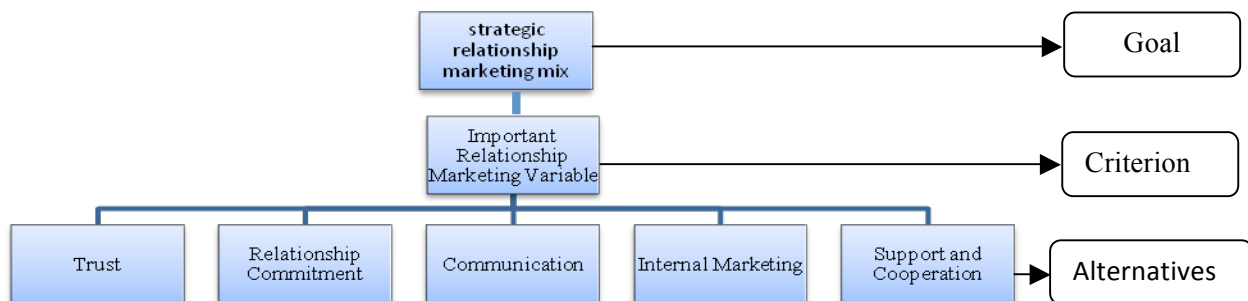 strategic
relationship
marketing mix
Goal
Important
Relationship
Marketing Variable
Criterion
Trust
Relationship
Commitment
Communication
Internal Marketing
Support and
Cooperation
Alternatives